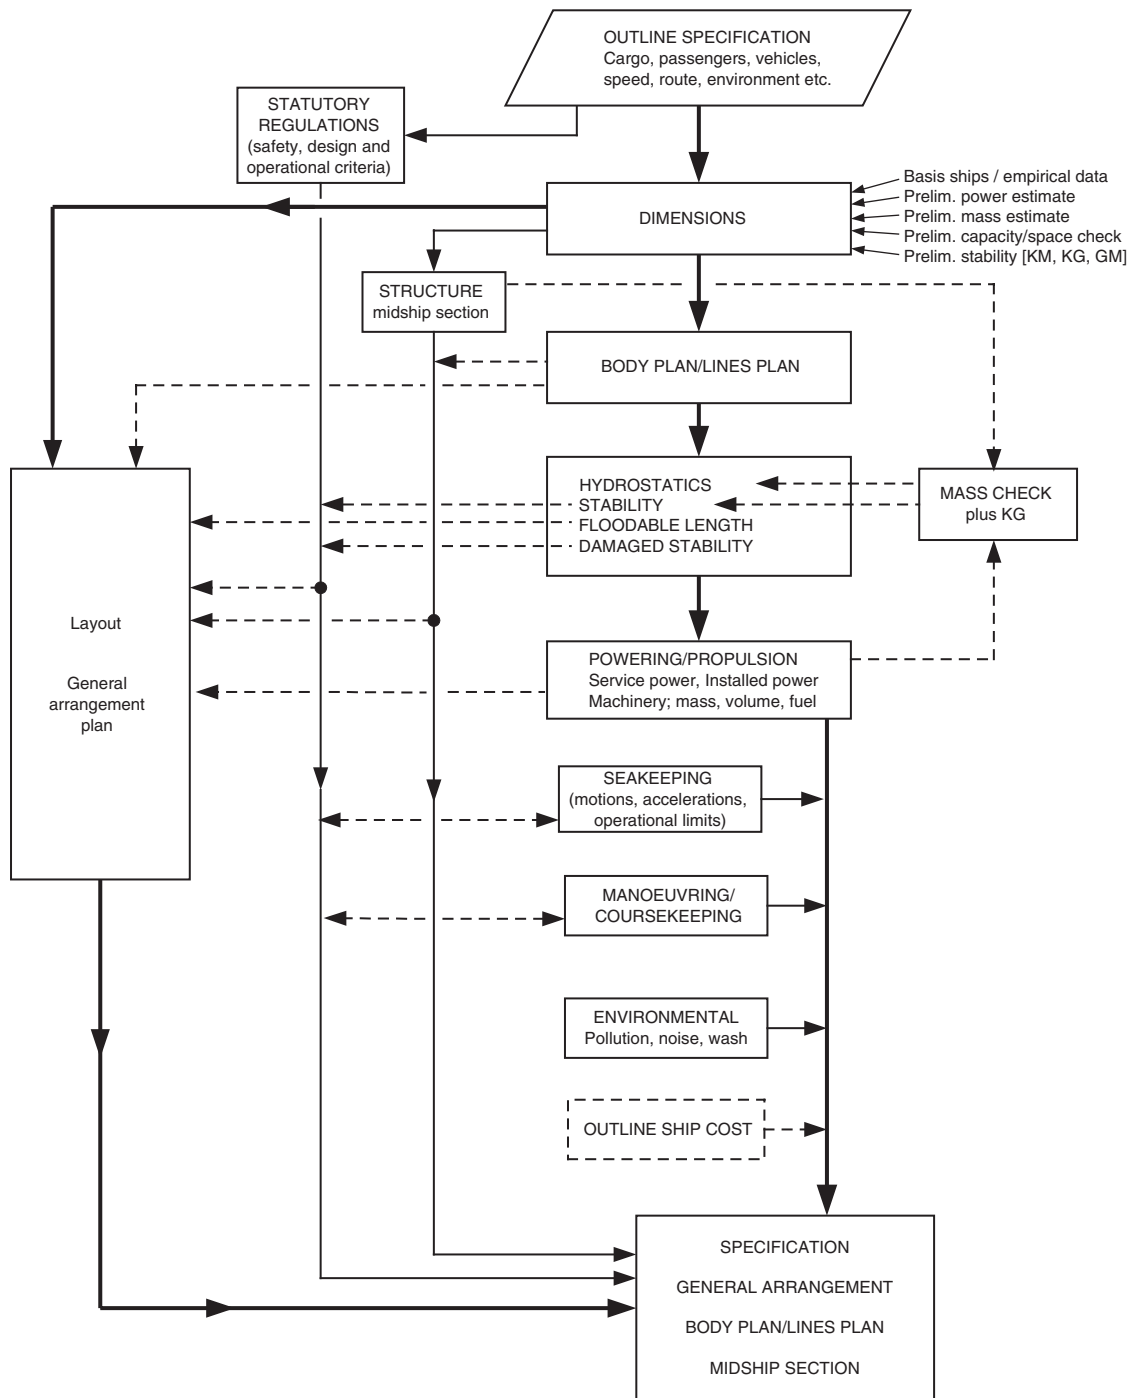 OUTLINE SPECIFICATION
Cargo, passengers, vehicles,
speed, route, environment etc.
STATUTORY
REGULATIONS
(safety, design and
operational criteria)
DIMENSIONS
Basis ships / empirical data
Prelim. power estimate
Prelim. mass estimate
Prelim. capacity/space check
Prelim. stability [KM, KG, GM]
STRUCTURE
midship section
BODY PLAN/LINES PLAN
HYDROSTATICS
STABILITY
FLOODABLE LENGTH
DAMAGED STABILITY
MASS CHECK
plus KG
Layout
General
arrangement
plan
POWERING/PROPULSION
Service power, Installed power
Machinery; mass, volume, fuel
SEAKEEPING
(motions, accelerations,
operational limits)
MANOEUVRING/
COURSEKEEPING
ENVIRONMENTAL
Pollution, noise, wash
OUTLINE SHIP COST
SPECIFICATION
GENERAL ARRANGEMENT
BODY PLAN/LINES PLAN
MIDSHIP SECTION